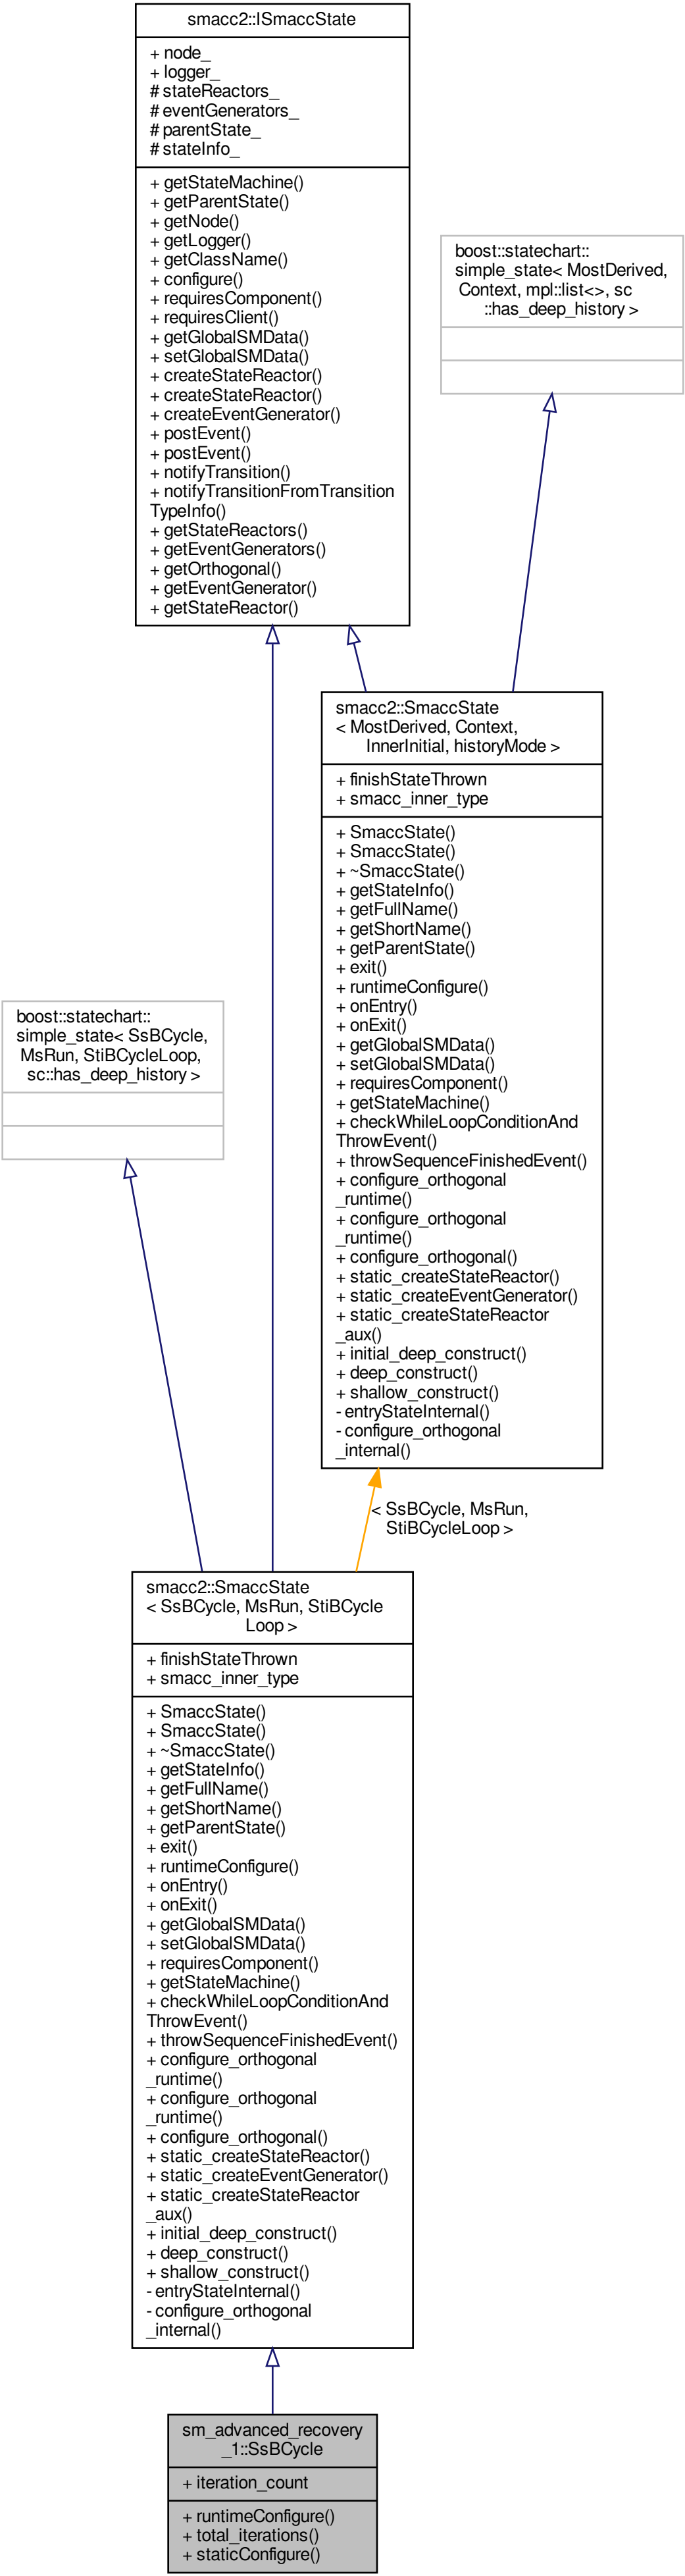 smacc2::ISmaccState
+ node_
+ logger_
# stateReactors_
# eventGenerators_
# parentState_
# stateInfo_
+ getStateMachine()
+ getParentState()
+ getNode()
+ getLogger()
+ getClassName()
+ configure()
+ requiresComponent()
+ requiresClient()
+ getGlobalSMData()
+ setGlobalSMData()
+ createStateReactor()
+ createStateReactor()
+ createEventGenerator()
+ postEvent()
+ postEvent()
+ notifyTransition()
+ notifyTransitionFromTransition
TypeInfo()
+ getStateReactors()
+ getEventGenerators()
+ getOrthogonal()
+ getEventGenerator()
+ getStateReactor()
boost::statechart::
simple_state< MostDerived,
Context, mpl::list<>, sc
::has_deep_history >
smacc2::SmaccState
< MostDerived, Context,
InnerInitial, historyMode >
+ finishStateThrown
+ smacc_inner_type
+ SmaccState()
+ SmaccState()
+ ~SmaccState()
+ getStateInfo()
+ getFullName()
+ getShortName()
+ getParentState()
+ exit()
+ runtimeConfigure()
+ onEntry()
+ onExit()
+ getGlobalSMData()
+ setGlobalSMData()
+ requiresComponent()
+ getStateMachine()
+ checkWhileLoopConditionAnd
ThrowEvent()
+ throwSequenceFinishedEvent()
+ configure_orthogonal
_runtime()
+ configure_orthogonal
_runtime()
+ configure_orthogonal()
+ static_createStateReactor()
+ static_createEventGenerator()
+ static_createStateReactor
_aux()
+ initial_deep_construct()
+ deep_construct()
+ shallow_construct()
- entryStateInternal()
- configure_orthogonal
_internal()
boost::statechart::
simple_state< SsBCycle,
MsRun, StiBCycleLoop,
sc::has_deep_history >
< SsBCycle, MsRun,
StiBCycleLoop >
smacc2::SmaccState
< SsBCycle, MsRun, StiBCycle
Loop >
+ finishStateThrown
+ smacc_inner_type
+ SmaccState()
+ SmaccState()
+ ~SmaccState()
+ getStateInfo()
+ getFullName()
+ getShortName()
+ getParentState()
+ exit()
+ runtimeConfigure()
+ onEntry()
+ onExit()
+ getGlobalSMData()
+ setGlobalSMData()
+ requiresComponent()
+ getStateMachine()
+ checkWhileLoopConditionAnd
ThrowEvent()
+ throwSequenceFinishedEvent()
+ configure_orthogonal
_runtime()
+ configure_orthogonal
_runtime()
+ configure_orthogonal()
+ static_createStateReactor()
+ static_createEventGenerator()
+ static_createStateReactor
_aux()
+ initial_deep_construct()
+ deep_construct()
+ shallow_construct()
- entryStateInternal()
- configure_orthogonal
_internal()
sm_advanced_recovery
_1::SsBCycle
+ iteration_count
+ runtimeConfigure()
+ total_iterations()
+ staticConfigure()